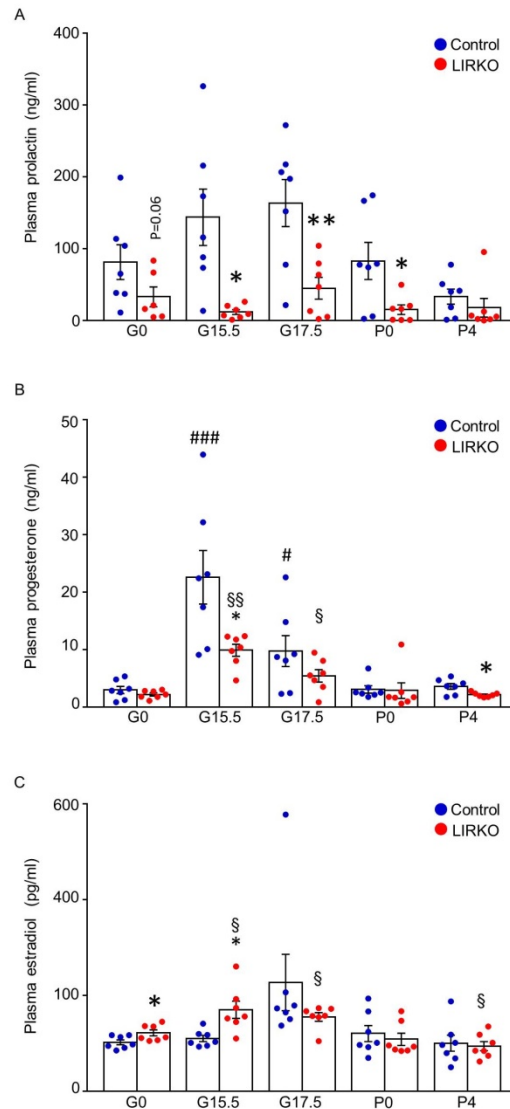 A
400
Control
LIRKO
300
Plasma prolactin (ng/ml)
200
P=0.06
**
100
*
*
0
G0 G15.5 G17.5 P0 P4
B
50
Control
LIRKO
###
40
Plasma progesterone (ng/ml)
30
#
20
§§
§
*
10
*
0
G0 G15.5 G17.5 P0 P4
C
600
Control
LIRKO
400
Plasma estradiol (pg/ml)
§
*
*
§
§
100
0
G0 G15.5 G17.5 P0 P4